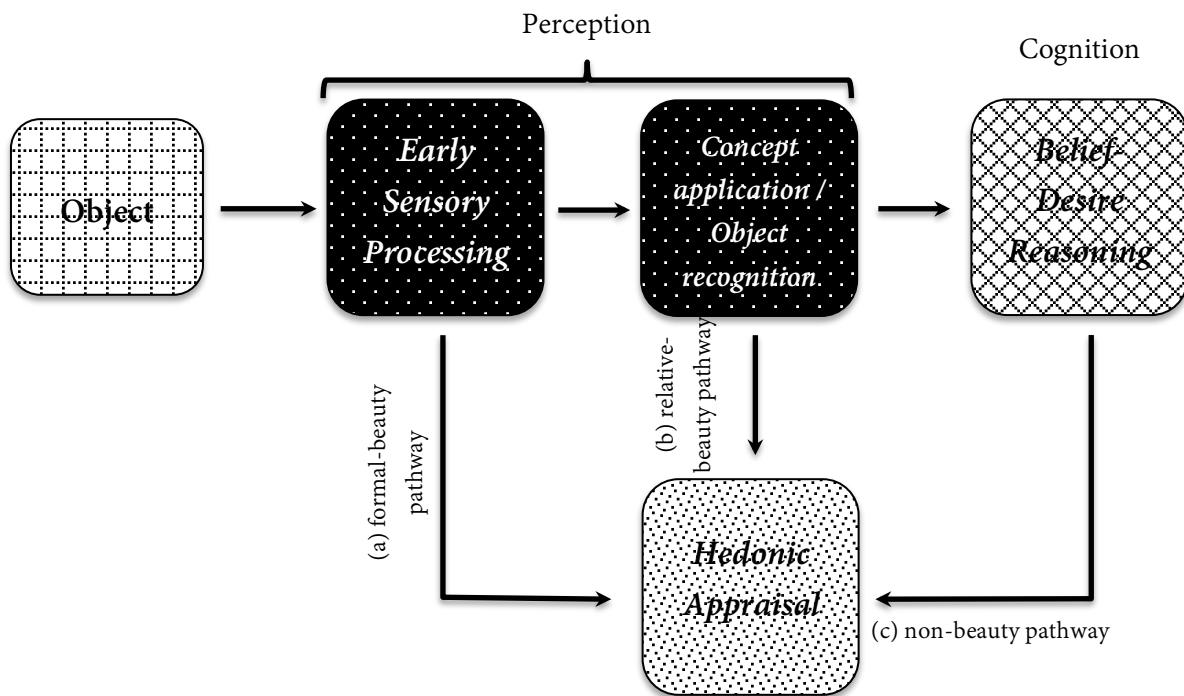 Perception
Cognition
Object
Early
Sensory
Processing
Concept
application /
Object
recognition
Belief-
Desire
Reasoning
(a) formal-beauty
pathway
(b) relative-
beauty pathway
Hedonic
Appraisal
(c) non-beauty pathway